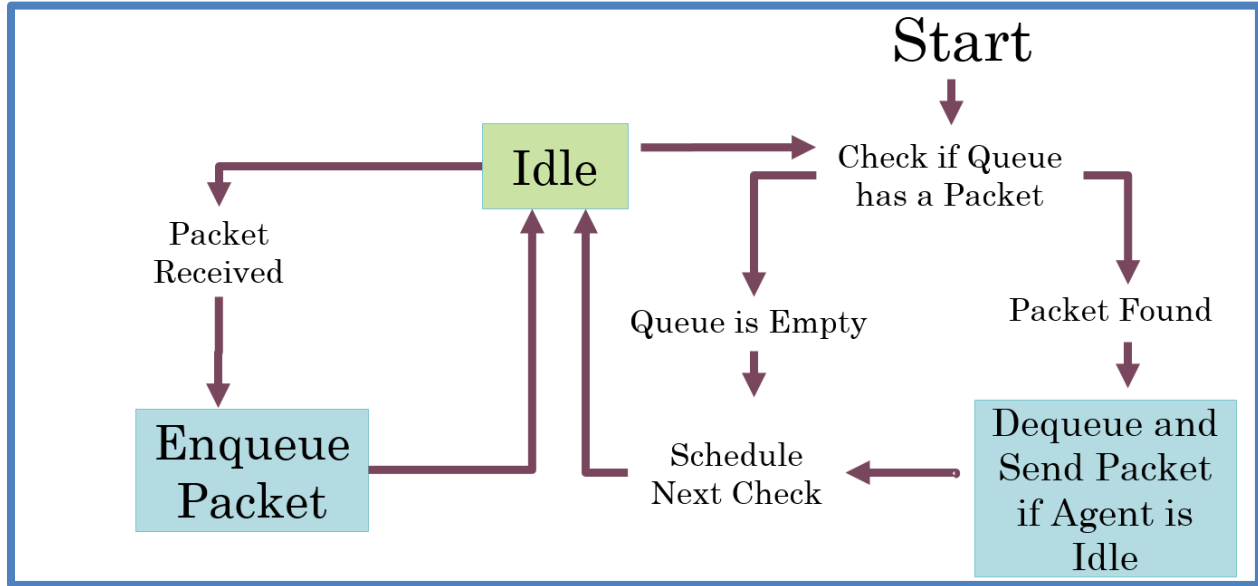 Start
Idle
Check if Queue
has a Packet
Packet
Received
Queue is Empty
Packet Found
Enqueue
Packet
Schedule
Next Check
Dequeue and
Send Packet
if Agent is
Idle